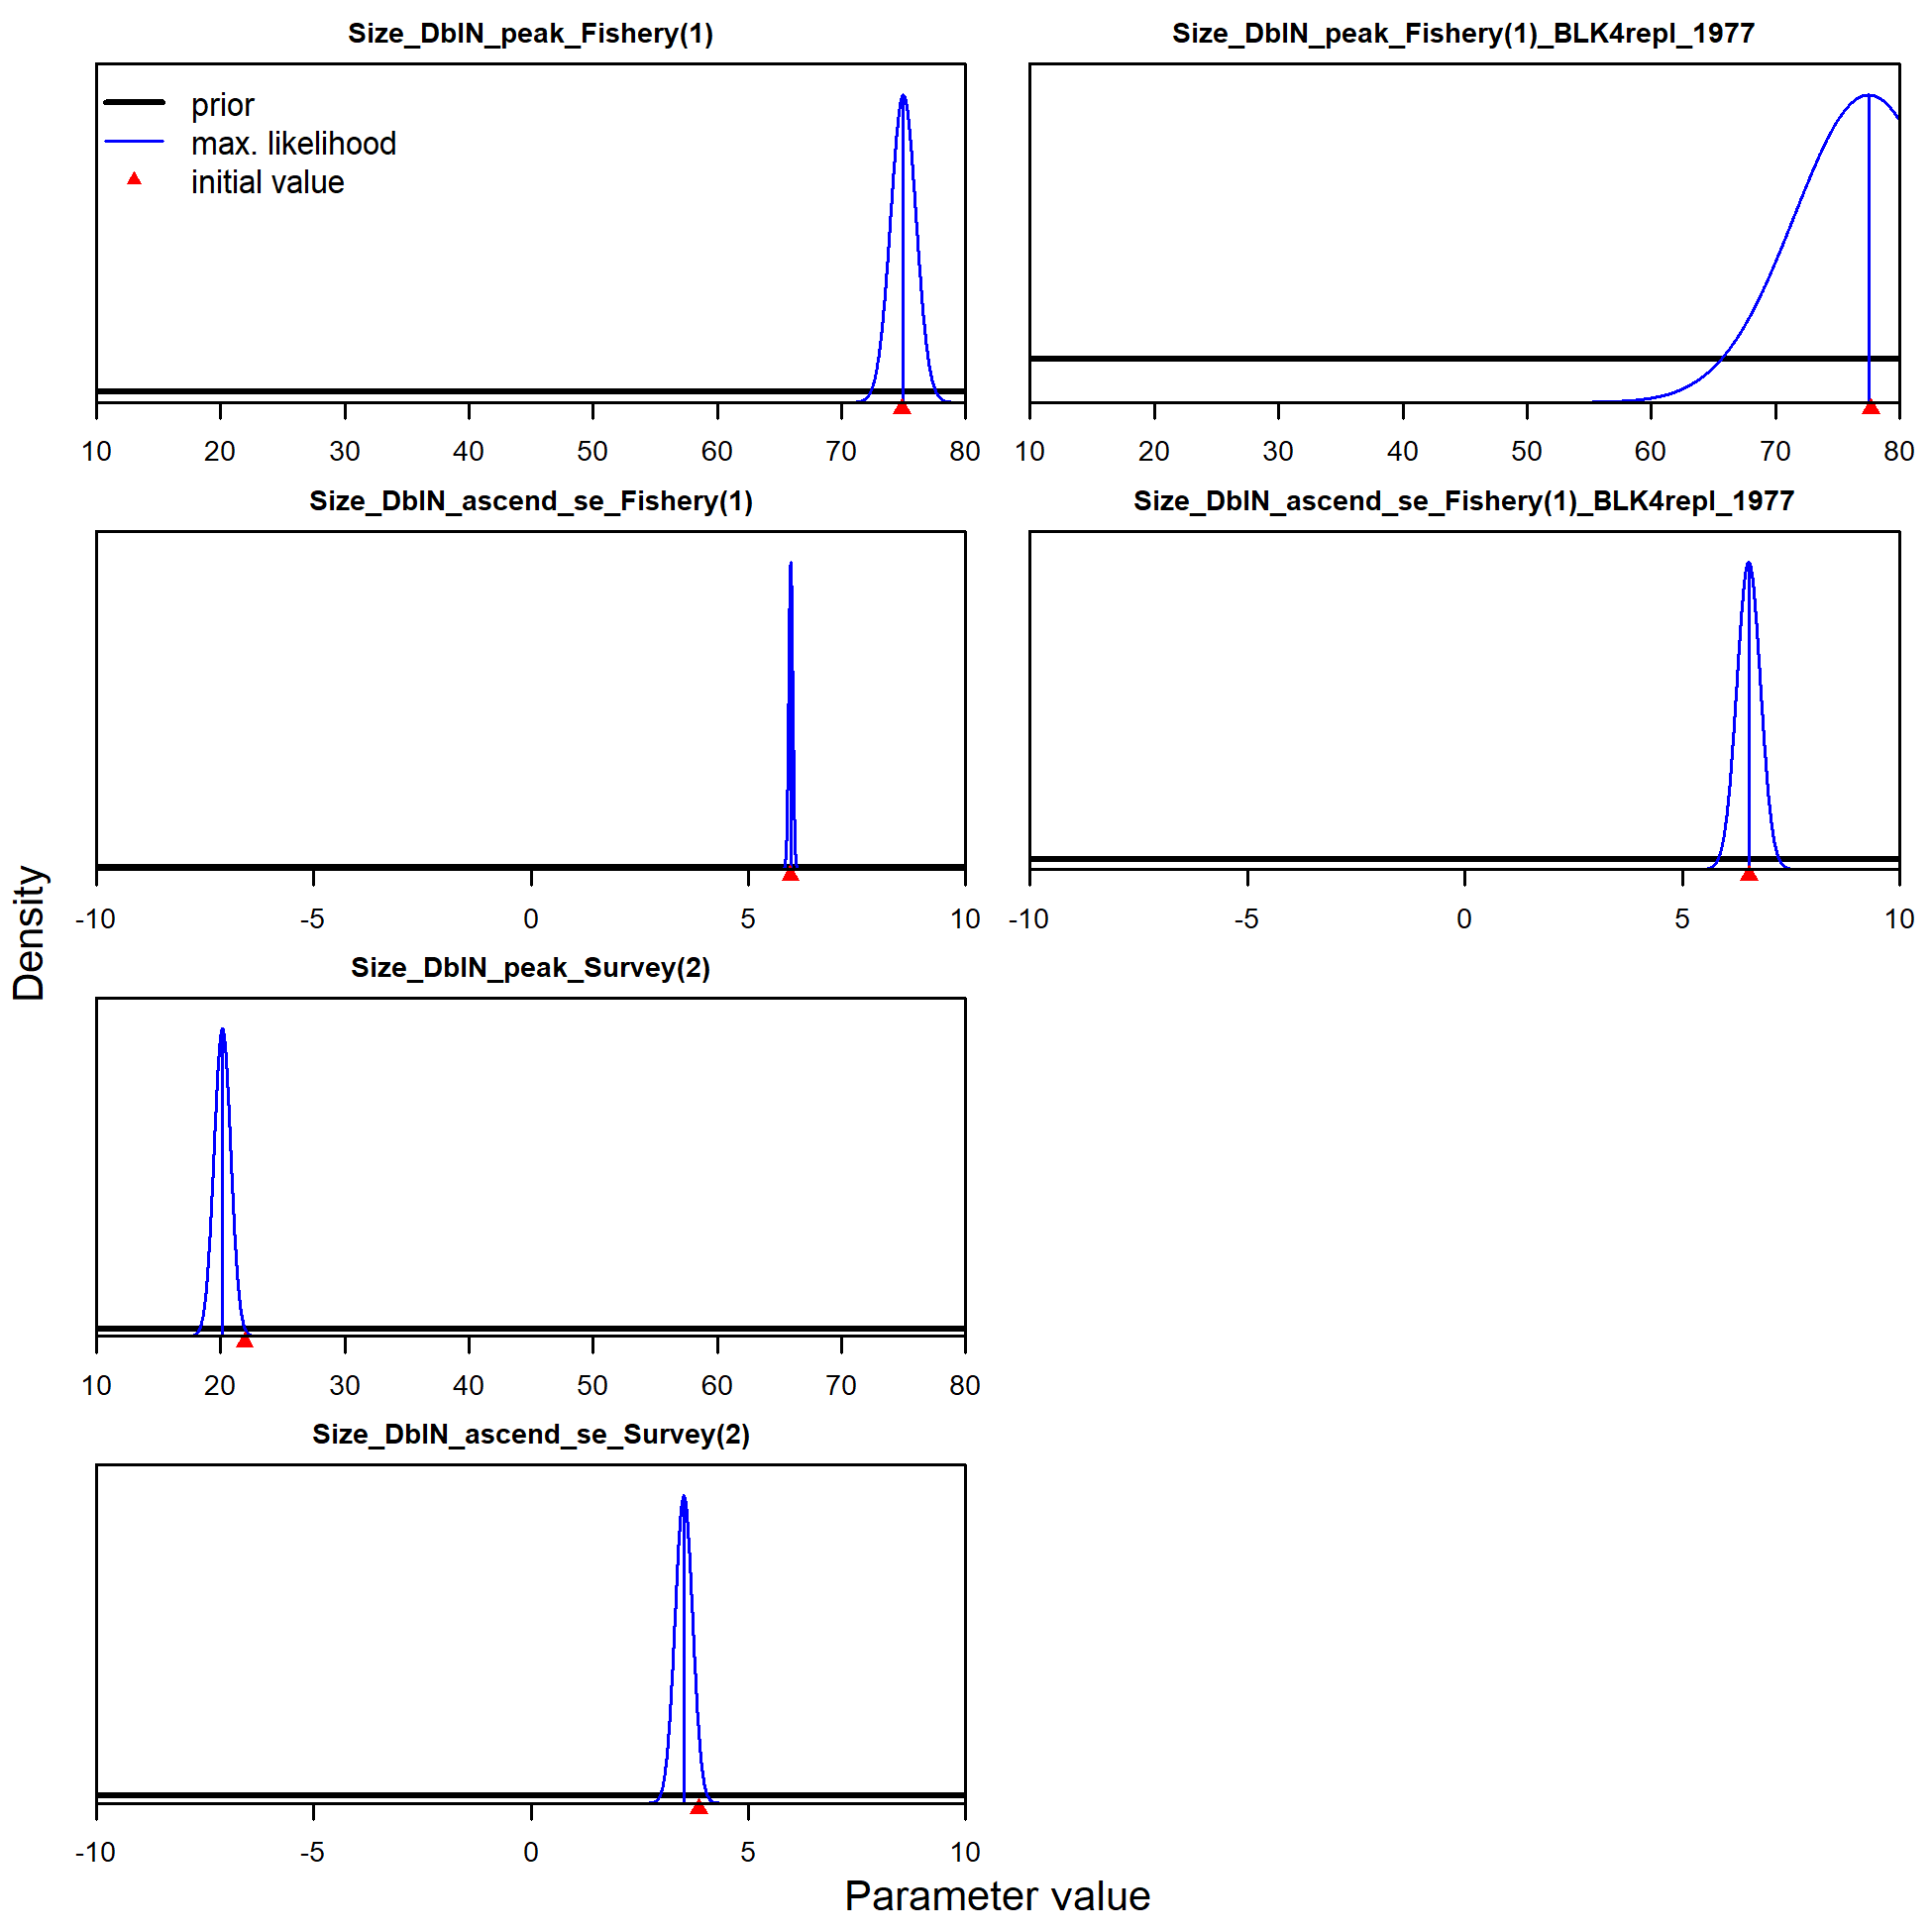 Size_DblN_peak_Fishery(1)
prior
max. likelihood
initial value
10 20 30 40 50 60 70 80
Size_DblN_peak_Fishery(1)_BLK4repl_1977
10 20 30 40 50 60 70 80
Size_DblN_ascend_se_Fishery(1)
-10 -5 0 5 10
Size_DblN_ascend_se_Fishery(1)_BLK4repl_1977
-10 -5 0 5 10
Size_DblN_peak_Survey(2)
10 20 30 40 50 60 70 80
Size_DblN_ascend_se_Survey(2)
-10 -5 0 5 10
Density
Parameter value